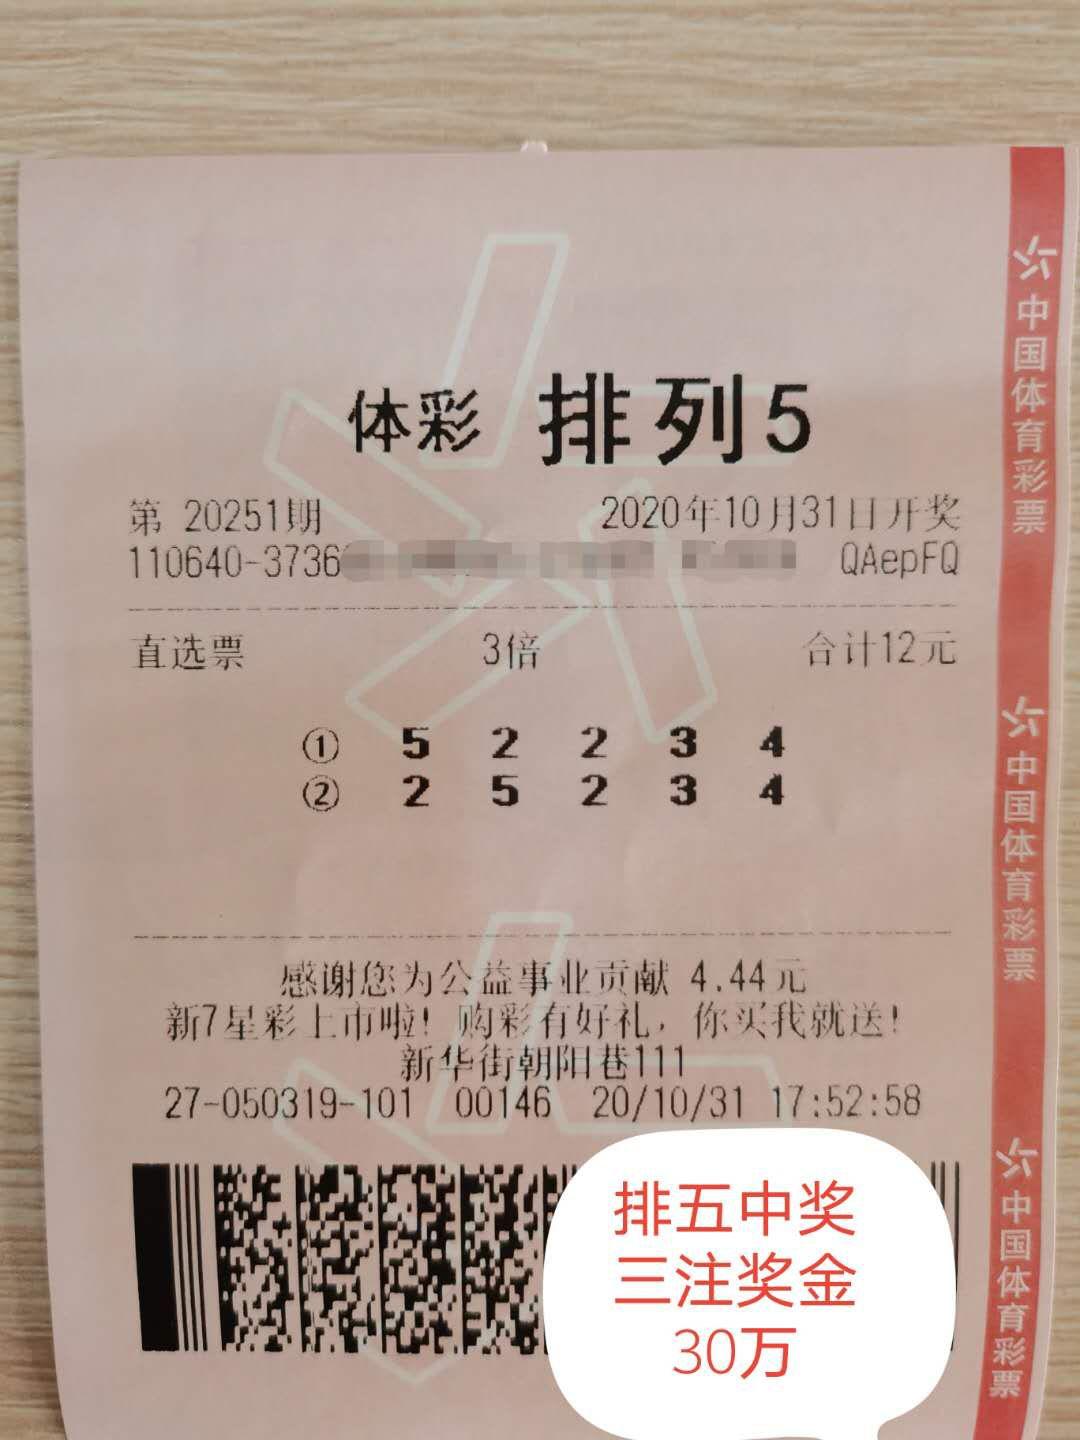 体彩 排列5
第 20251期 2020年10月31日开奖
110640-3736 QAepFQ
直选票 3倍 合计12元
① 5 2 2 3 4
② 2 5 2 3 4
感谢您为公益事业贡献 4.44元
新7星彩上市啦！购彩有好礼，你买我就送！
新华街朝阳巷111
27-050319-101 00146 20/10/31 17:52:58
排五中奖
三注奖金
30万
中国体育彩票
中国体育彩票
中国体育彩票